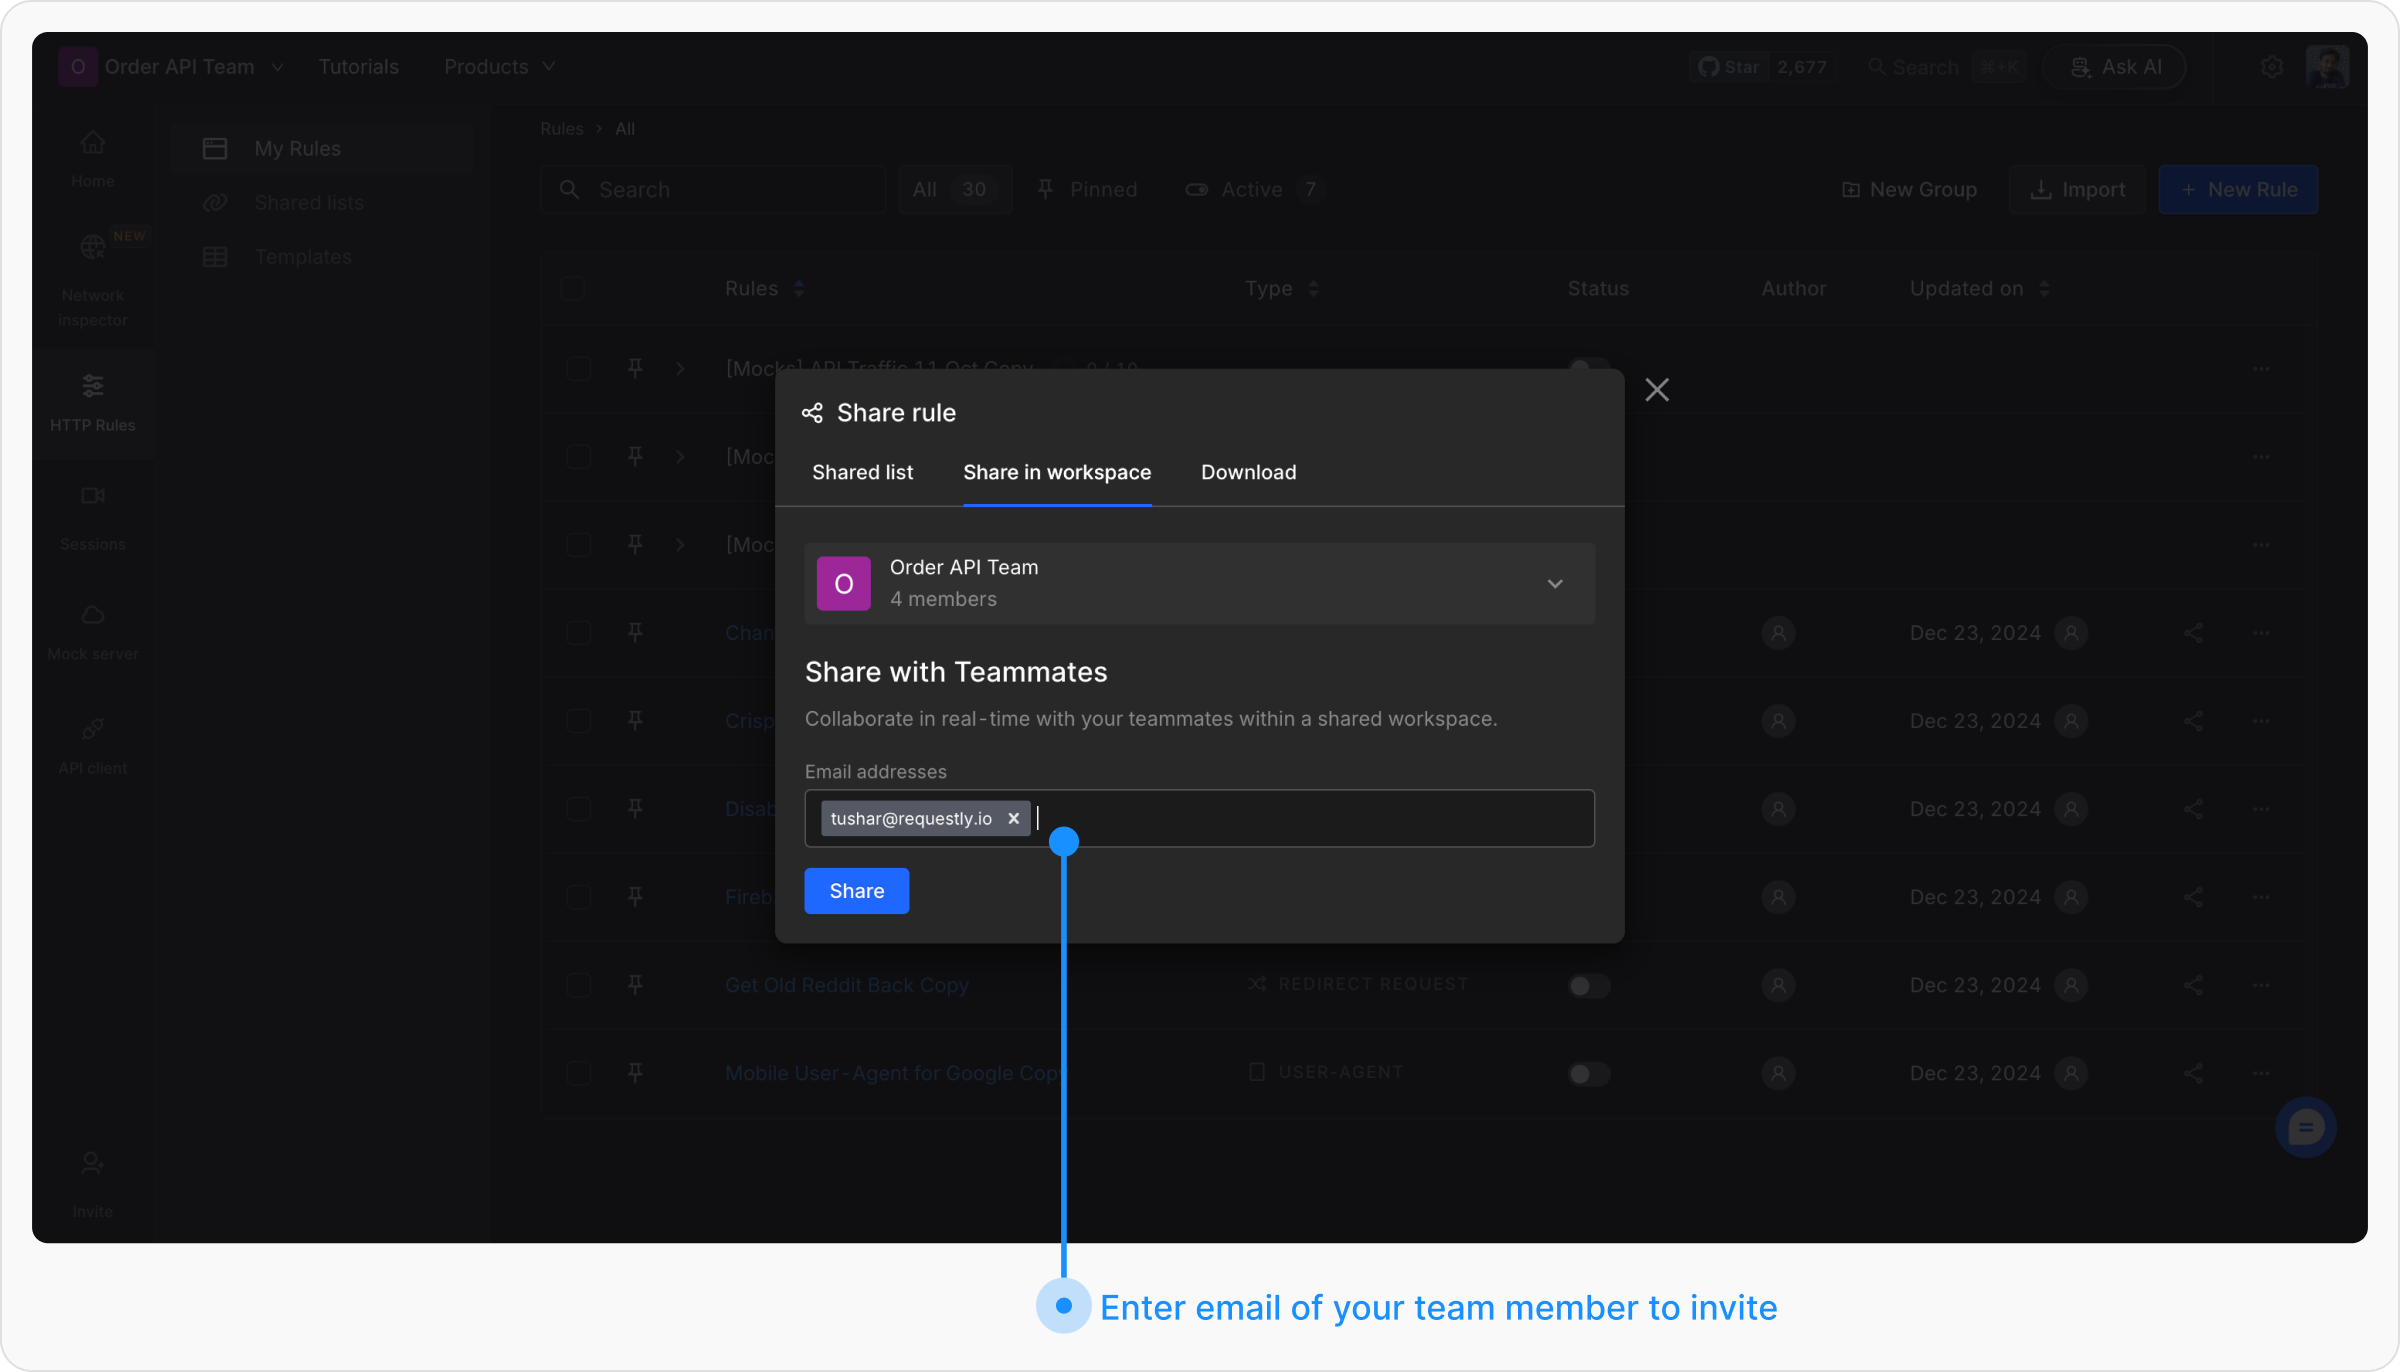 O Order API Team Tutorials Products Star 2,677 Search ⌘+K Ask AI
Home
NEW
Network
inspector
HTTP Rules
Sessions
Mock server
API client
Invite
My Rules
Shared lists
Templates
Rules > All
Search All 30 Pinned Active 7 New Group Import + New Rule
Rules Type Status Author Updated on
[Mocks] API Traffic 11 Oct Copy 0 / 10
[Moc
[Moc
Chan Dec 23, 2024
Crisp Dec 23, 2024
Disab Dec 23, 2024
Fireb Dec 23, 2024
Get Old Reddit Back Copy REDIRECT REQUEST Dec 23, 2024
Mobile User-Agent for Google Copy USER-AGENT Dec 23, 2024
Share rule
Shared list Share in workspace Download
O
Order API Team
4 members
Share with Teammates
Collaborate in real-time with your teammates within a shared workspace.
Email addresses
tushar@requestly.io
Share
Enter email of your team member to invite